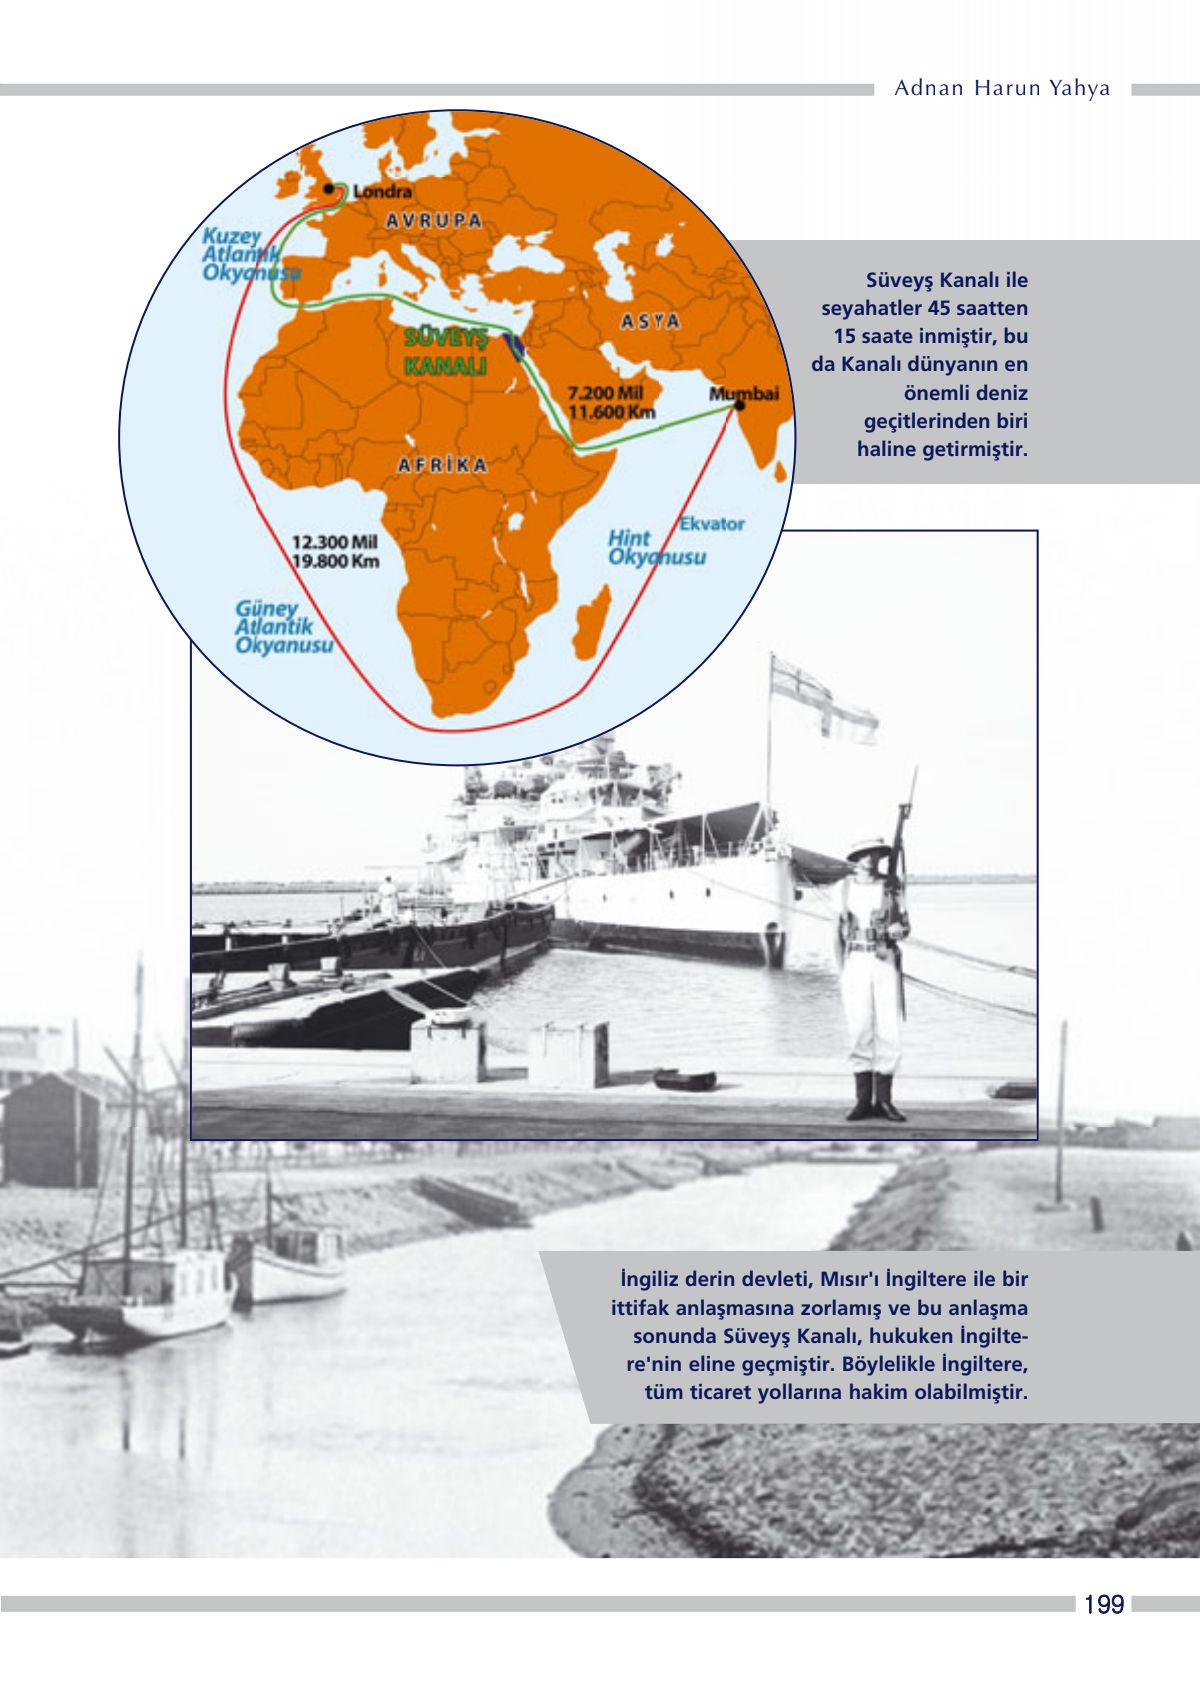 Adnan Harun Yahya
Londra
AVRUPA
Kuzey
Atlantik
Okyanusu
SÜVEYŞ
KANALI
ASYA
7.200 Mil
11.600 Km
Mumbai
AFRİKA
Ekvator
Hint
Okyanusu
12.300 Mil
19.800 Km
Güney
Atlantik
Okyanusu
Süveyş Kanalı ile
seyahatler 45 saatten
15 saate inmiştir, bu
da Kanalı dünyanın en
önemli deniz
geçitlerinden biri
haline getirmiştir.
İngiliz derin devleti, Mısır'ı İngiltere ile bir
ittifak anlaşmasına zorlamış ve bu anlaşma
sonunda Süveyş Kanalı, hukuken İngilte-
re'nin eline geçmiştir. Böylelikle İngiltere,
tüm ticaret yollarına hakim olabilmiştir.
199